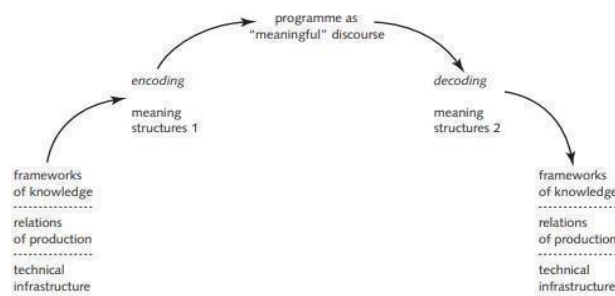 programme as
“meaningful” discourse
encoding
meaning
structures 1
decoding
meaning
structures 2
frameworks
of knowledge
relations
of production
technical
infrastructure
frameworks
of knowledge
relations
of production
technical
infrastructure